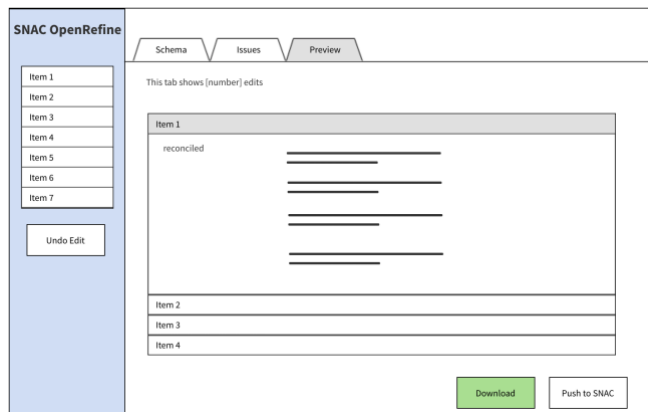 SNAC OpenRefine
Item 1
Item 2
Item 3
Item 4
Item 5
Item 6
Item 7
Undo Edit
Schema
Issues
Preview
This tab shows [number] edits
Item 1
reconciled
Item 2
Item 3
Item 4
Download
Push to SNAC